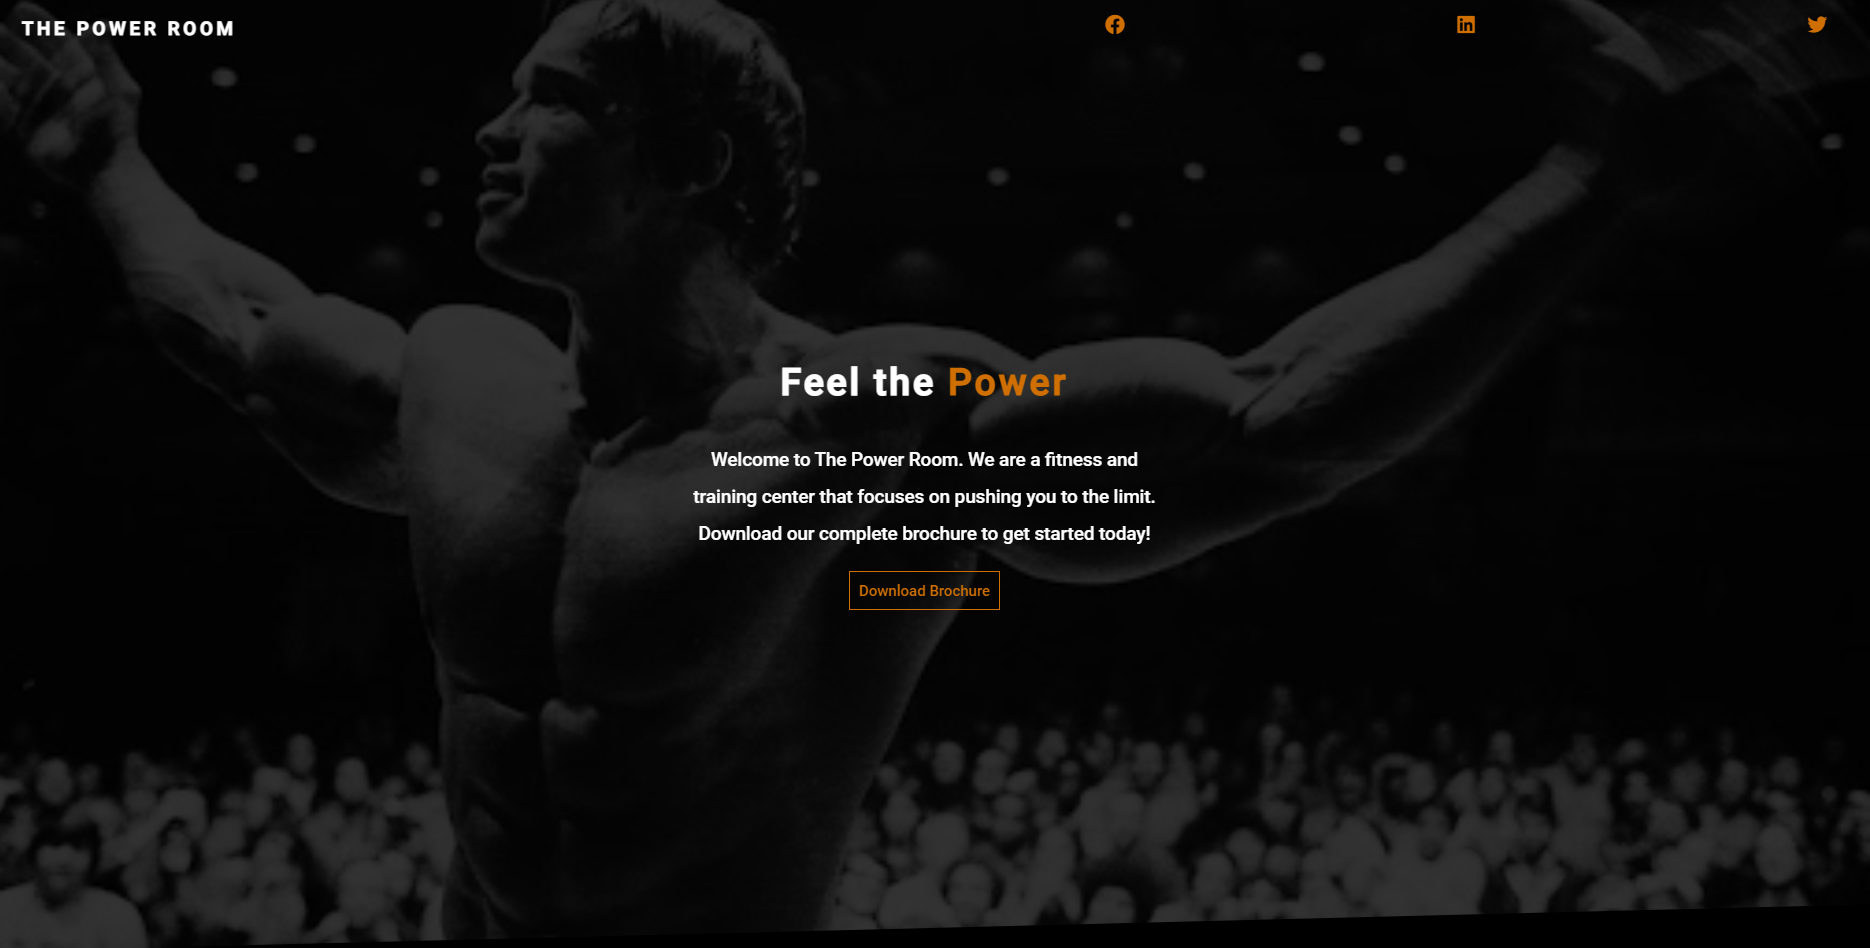 THE POWER ROOM
Feel the Power
Welcome to The Power Room. We are a fitness and
training center that focuses on pushing you to the limit.
Download our complete brochure to get started today!
Download Brochure